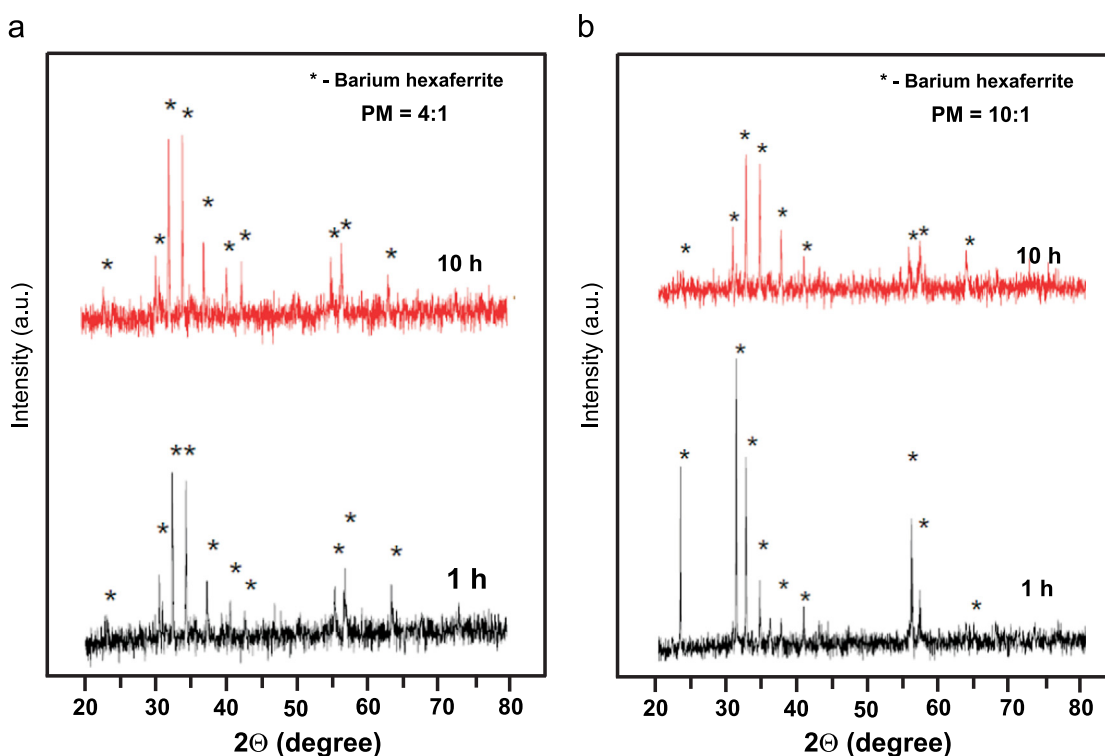 a
* - Barium hexaferrite
PM = 4:1
* * * * * * * * * *
10 h
* * * * * * * * * * *
1 h
Intensity (a.u.)
20 30 40 50 60 70 80
2Θ (degree)
b
* - Barium hexaferrite
PM = 10:1
* * * * * * * * *
10 h
* * * * * * * * *
1 h
Intensity (a.u.)
20 30 40 50 60 70 80
2Θ (degree)